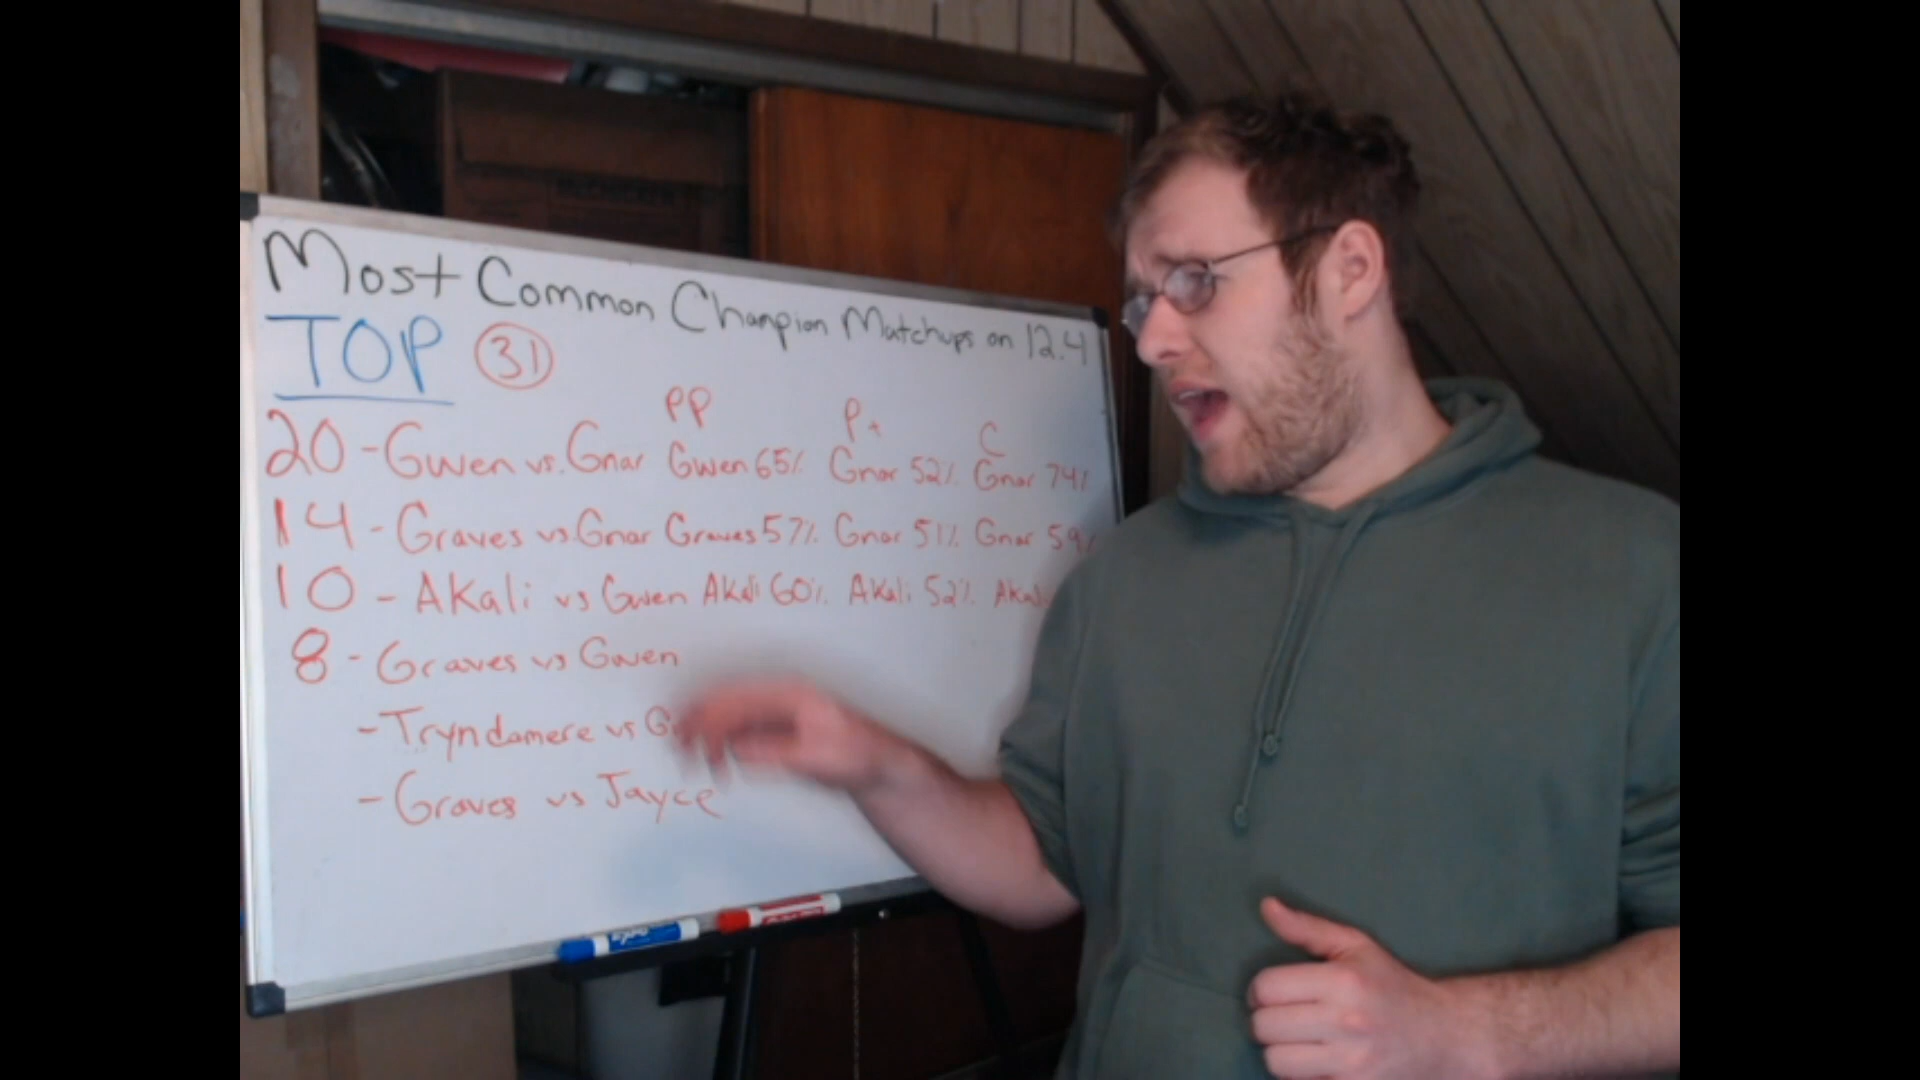 Most Common Champion Matchups on 12.4
TOP 31
PP P+ C
20 - Gwen vs. Gnar Gwen 65% Gnar 52% Gnar 74%
14 - Graves vs. Gnar Graves 57% Gnar 51% Gnar 59%
10 - Akali vs Gwen Akali 60% Akali 52%
8 - Graves vs Gwen
- Tryndamere vs
- Graves vs Jayce